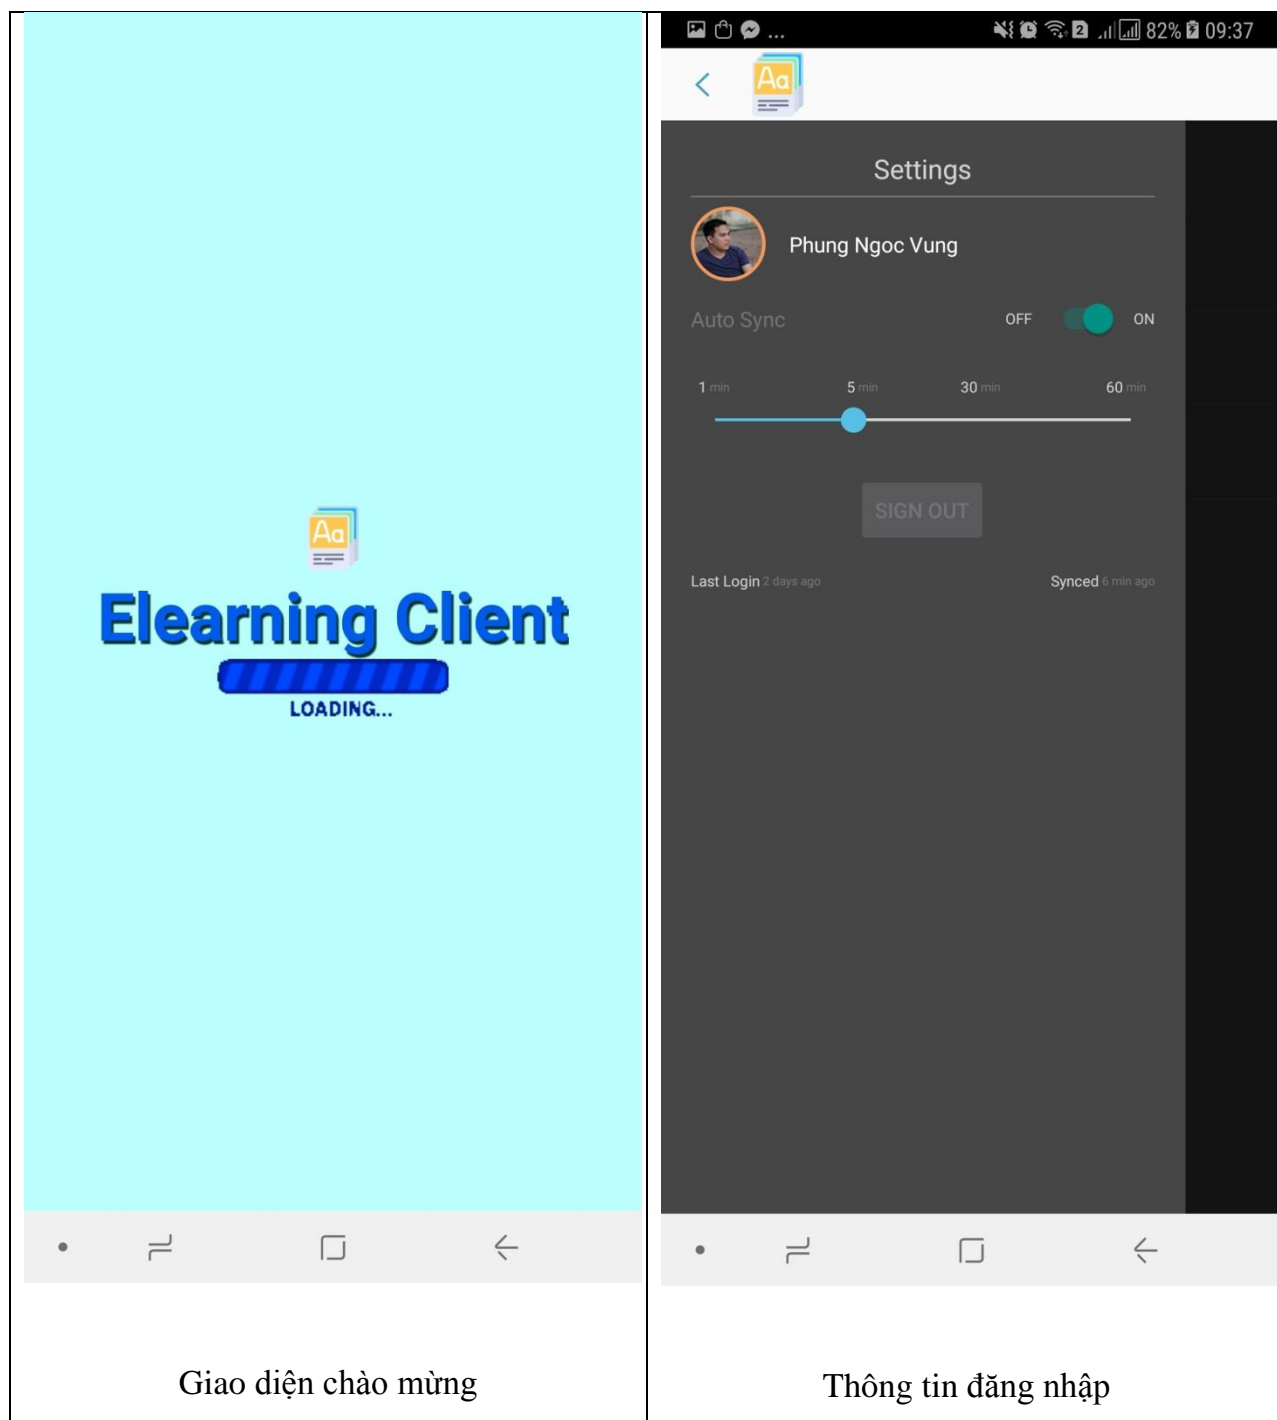 Aa
Elearning Client
LOADING...
Giao diện chào mừng
... 2 82% 09:37
Aa
Settings
Phung Ngoc Vung
Auto Sync OFF ON
1 min 5 min 30 min 60 min
SIGN OUT
Last Login 2 days ago Synced 6 min ago
Thông tin đăng nhập